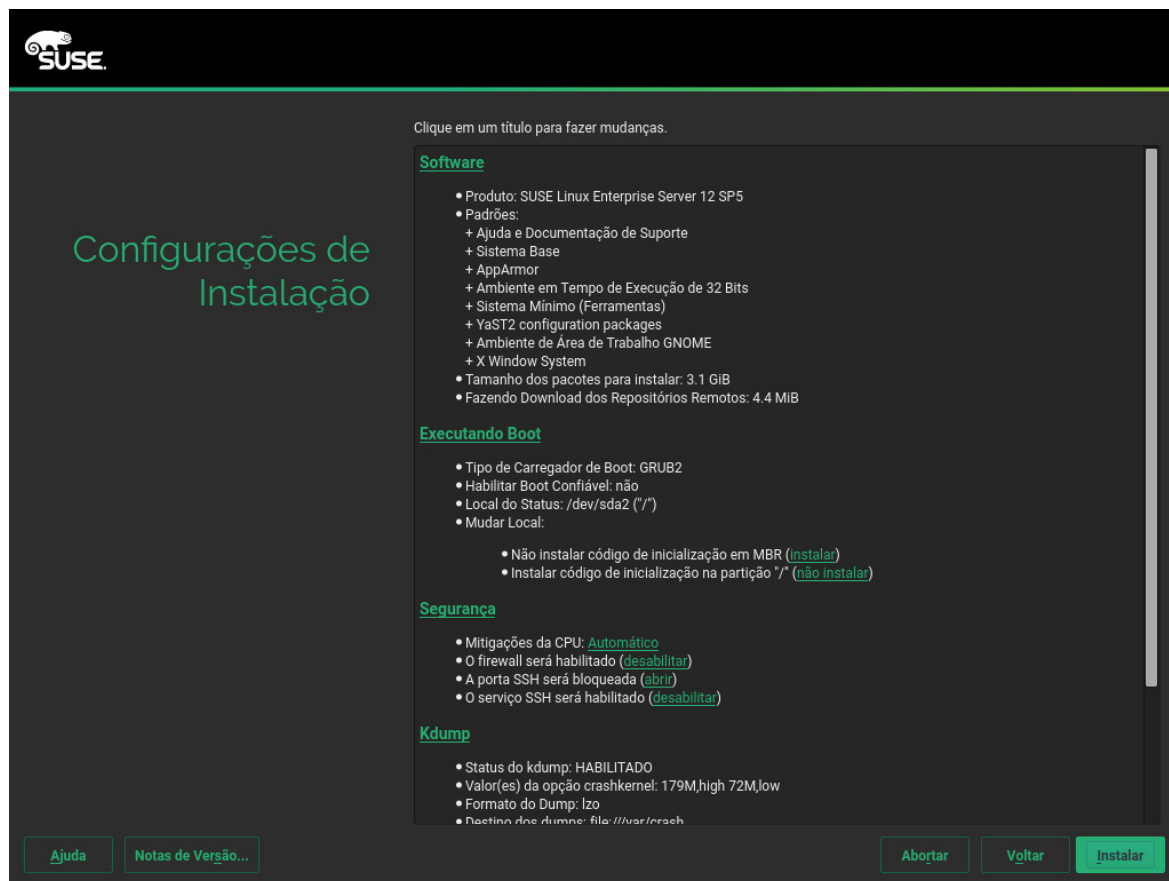 SUSE.
Clique em um título para fazer mudanças.
Configurações de
Instalação
Software
• Produto: SUSE Linux Enterprise Server 12 SP5
• Padrões:
+ Ajuda e Documentação de Suporte
+ Sistema Base
+ AppArmor
+ Ambiente em Tempo de Execução de 32 Bits
+ Sistema Mínimo (Ferramentas)
+ YaST2 configuration packages
+ Ambiente de Área de Trabalho GNOME
+ X Window System
• Tamanho dos pacotes para instalar: 3.1 GiB
• Fazendo Download dos Repositórios Remotos: 4.4 MiB
Executando Boot
• Tipo de Carregador de Boot: GRUB2
• Habilitar Boot Confiável: não
• Local do Status: /dev/sda2 ("/")
• Mudar Local:
• Não instalar código de inicialização em MBR (instalar)
• Instalar código de inicialização na partição "/" (não instalar)
Segurança
• Mitigações da CPU: Automático
• O firewall será habilitado (desabilitar)
• A porta SSH será bloqueada (abrir)
• O serviço SSH será habilitado (desabilitar)
Kdump
• Status do kdump: HABILITADO
• Valor(es) da opção crashkernel: 179M,high 72M,low
• Formato do Dump: lzo
• Destino dos dumps: file:///var/crash
Ajuda
Notas de Versão...
Abortar
Voltar
Instalar